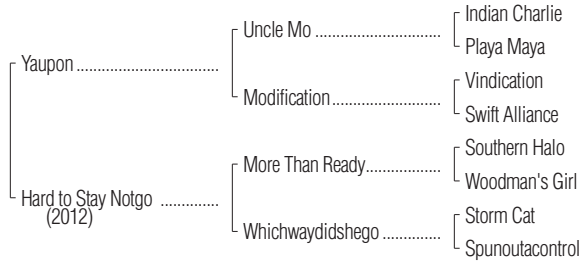 Indian Charlie
Uncle Mo ................................
Playa Maya
Yaupon ....................................
Vindication
Modification............................
Swift Alliance
Southern Halo
More Than Ready...................
Woodman's Girl
Hard to Stay Notgo ..............
(2012)
Storm Cat
Whichwaydidshego ...............
Spunoutacontrol